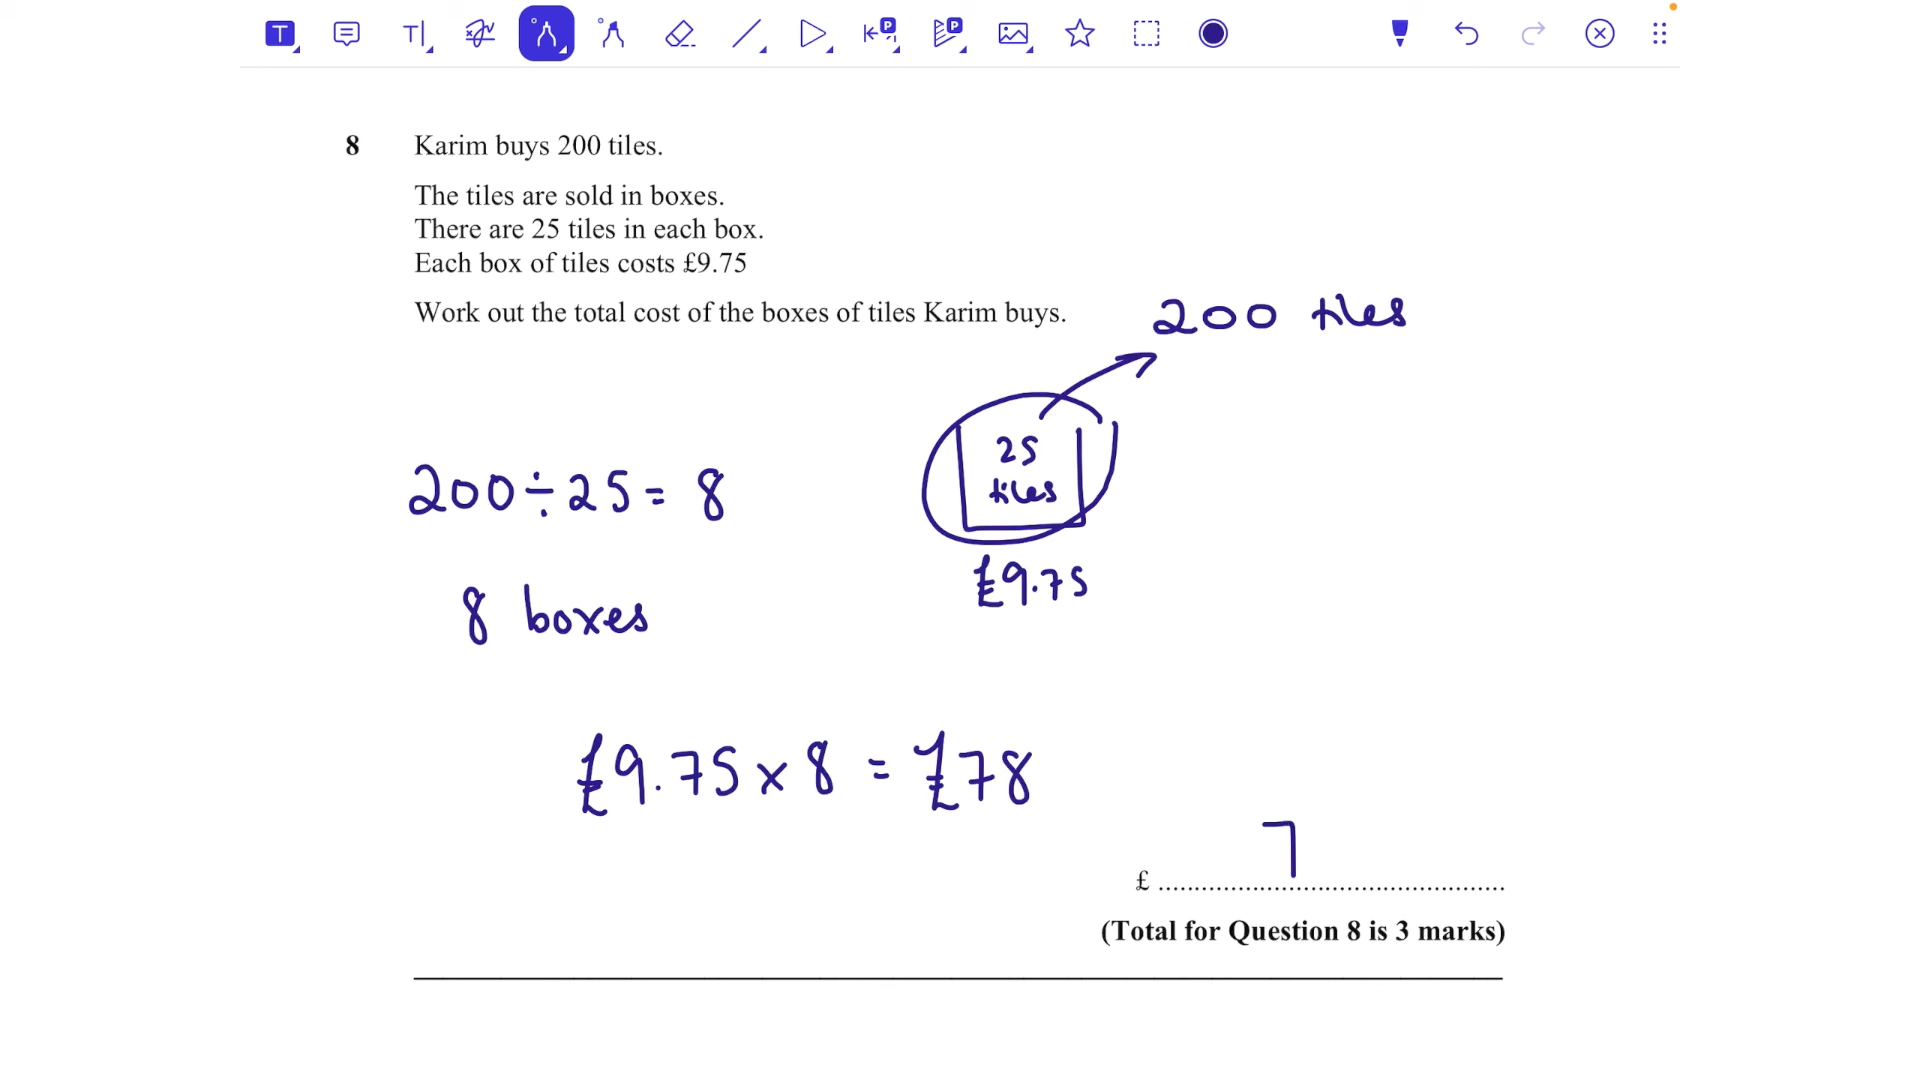 8 Karim buys 200 tiles.
The tiles are sold in boxes.
There are 25 tiles in each box.
Each box of tiles costs £9.75
Work out the total cost of the boxes of tiles Karim buys.
200 tiles
25
tiles
£9.75
200 ÷ 25 = 8
8 boxes
£9.75 × 8 = £78
7
£ ................................................
(Total for Question 8 is 3 marks)